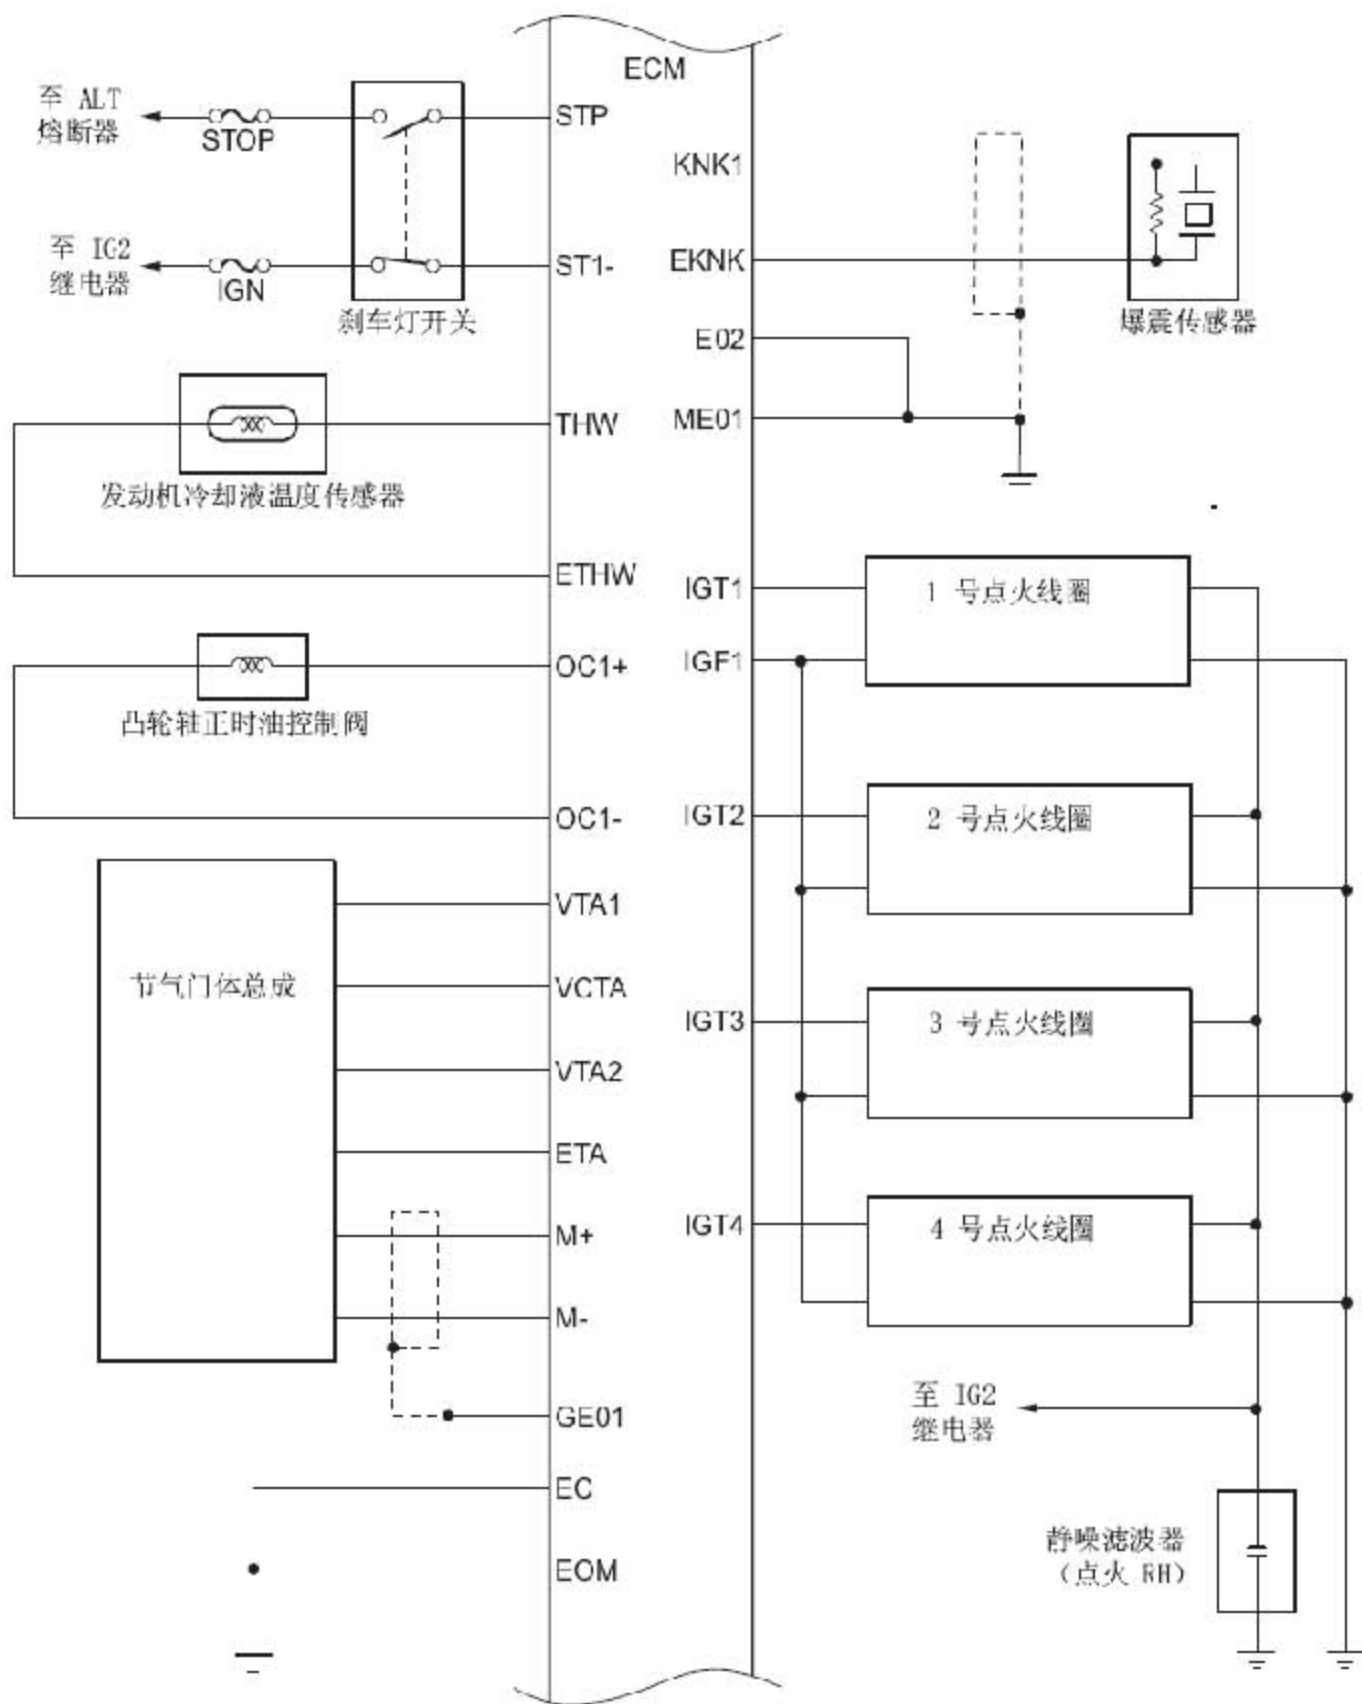 ECM
至 ALT
熔断器
STOP
STP
至 IG2
继电器
IGN
ST1-
刹车灯开关
THW
发动机冷却液温度传感器
ETHW
OC1+
凸轮轴正时油控制阀
OC1-
节气门体总成
VTA1
VCTA
VTA2
ETA
M+
M-
GE01
EC
EOM
KNK1
EKNK
爆震传感器
E02
ME01
IGT1
1 号点火线圈
IGF1
IGT2
2 号点火线圈
IGT3
3 号点火线圈
IGT4
4 号点火线圈
至 IG2
继电器
静噪滤波器
（点火 RH）